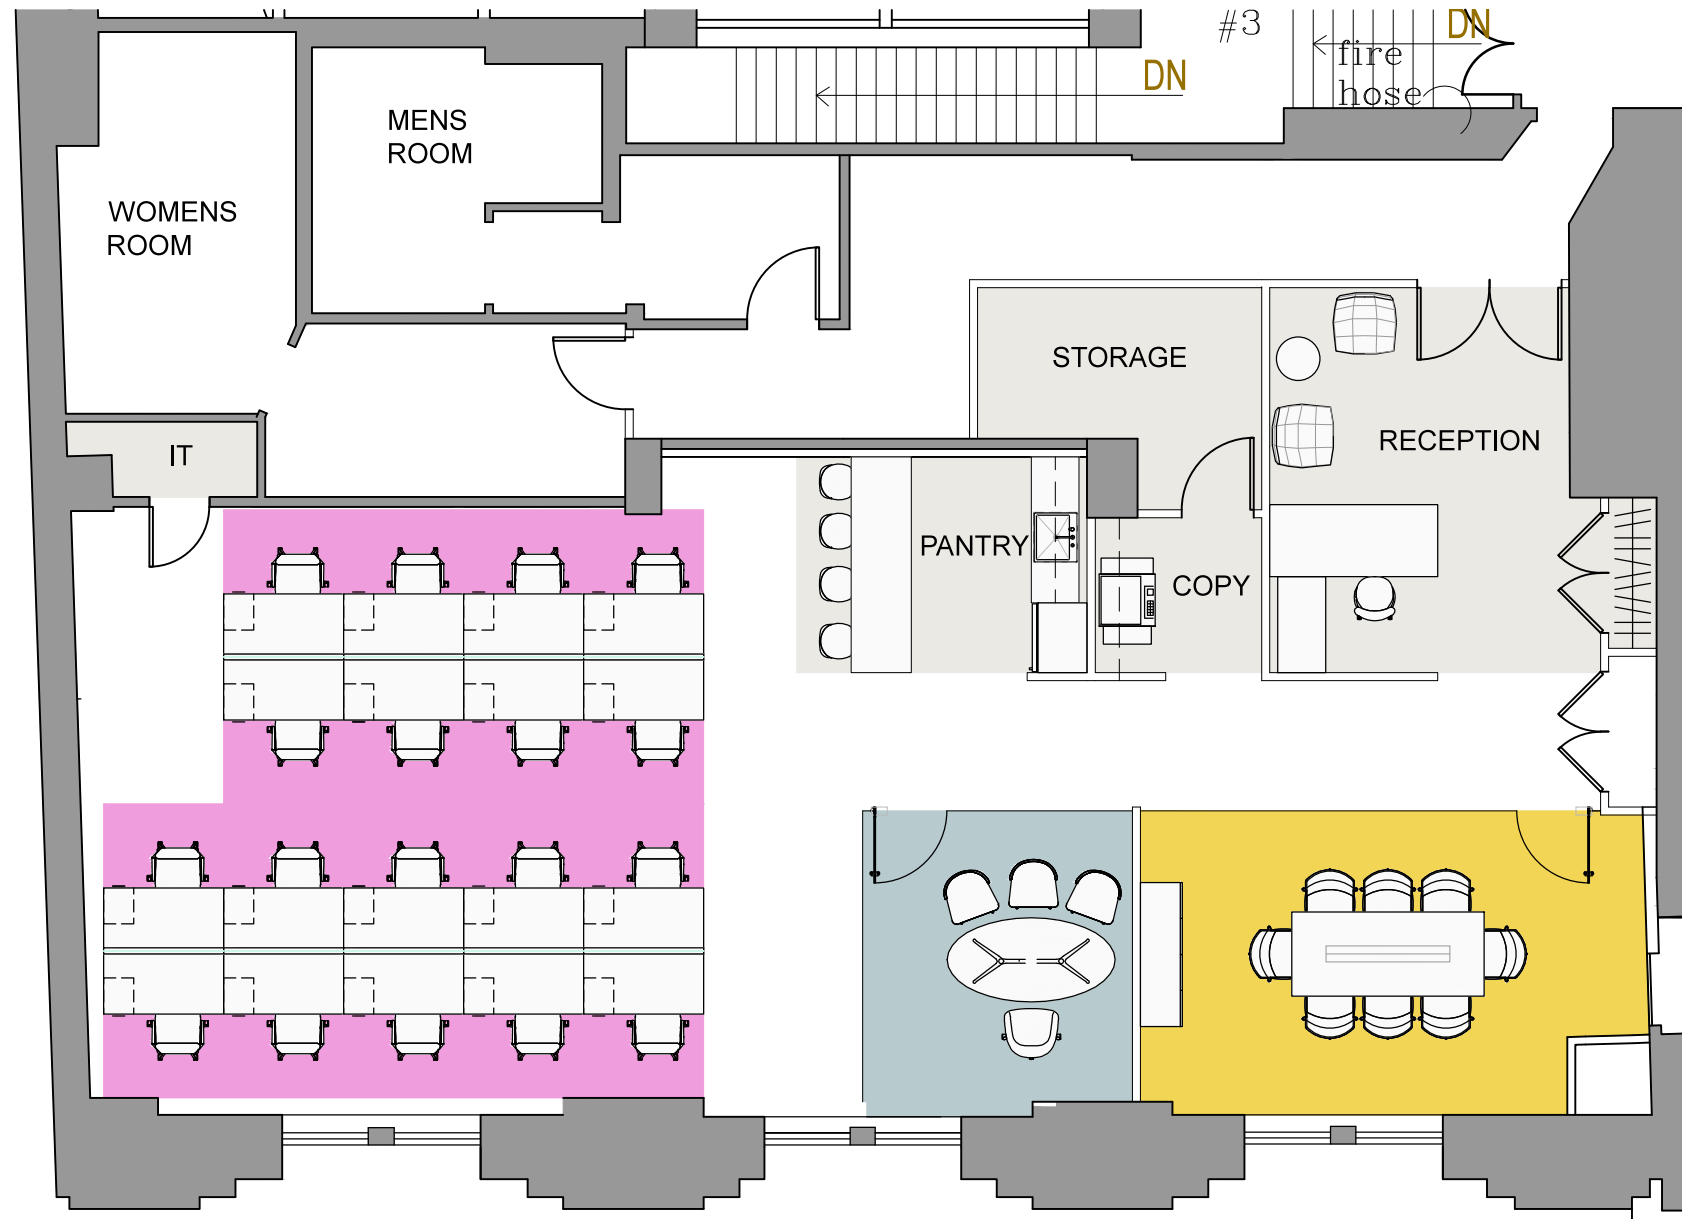 #3
DN
fire
hose
DN
MENS
ROOM
WOMENS
ROOM
STORAGE
RECEPTION
IT
PANTRY
COPY